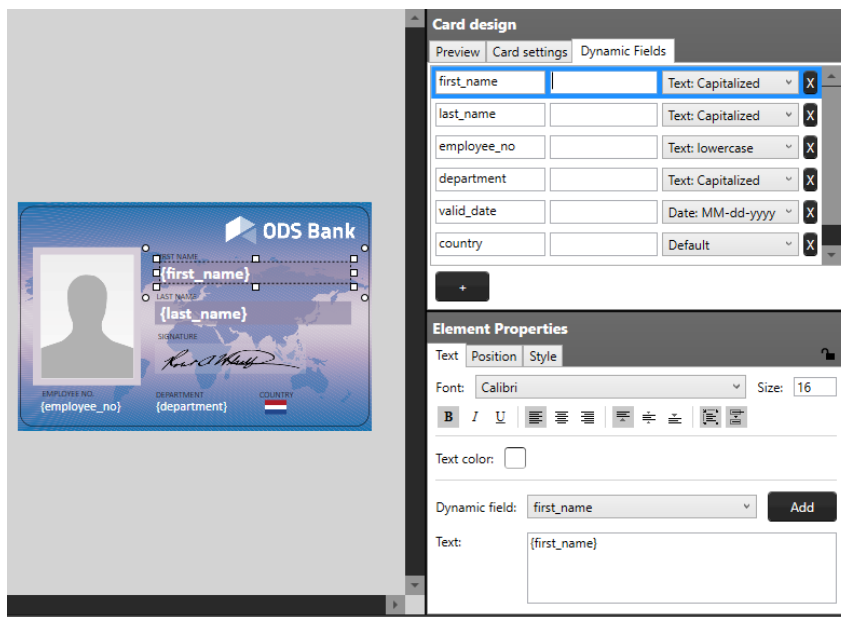 Card design
Preview Card settings Dynamic Fields
first_name Text: Capitalized X
last_name Text: Capitalized X
employee_no Text: lowercase X
department Text: Capitalized X
valid_date Date: MM-dd-yyyy X
country Default X
+
ODS Bank
FIRST NAME
{first_name}
LAST NAME
{last_name}
SIGNATURE
EMPLOYEE NO. DEPARTMENT COUNTRY
{employee_no} {department}
Element Properties
Text Position Style
Font: Calibri Size: 16
B I U
Text color:
Dynamic field: first_name Add
Text: {first_name}